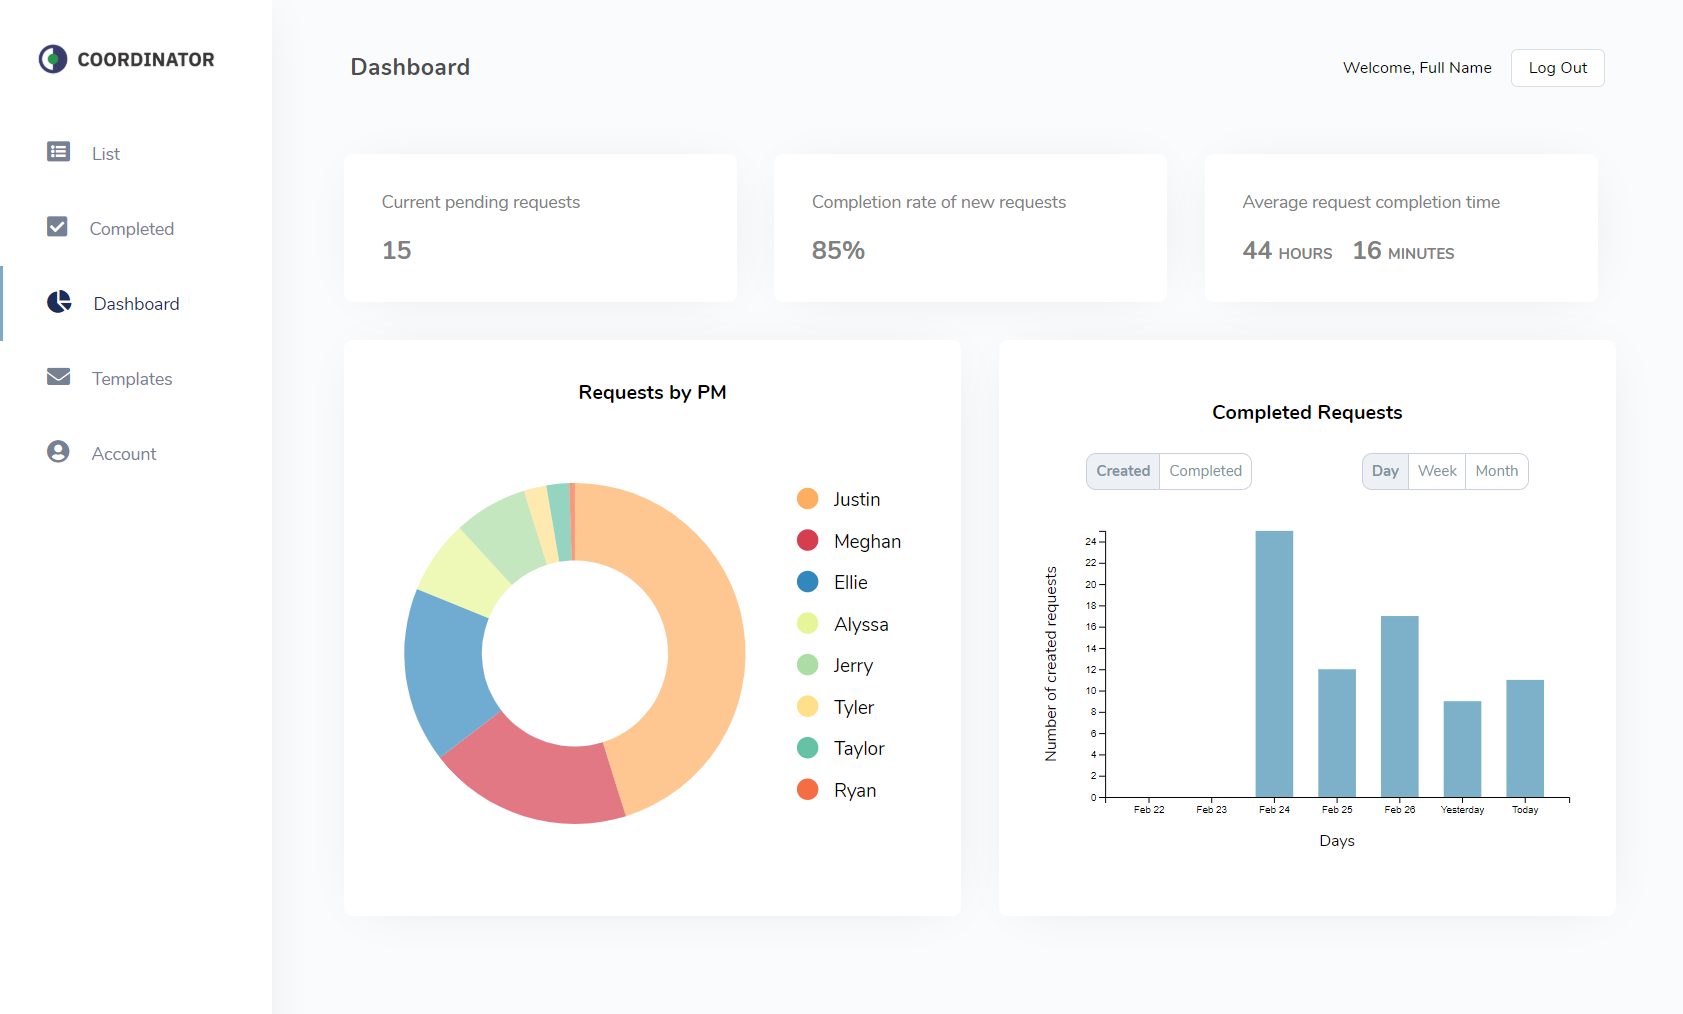 COORDINATOR
List
Completed
Dashboard
Templates
Account
Dashboard
Welcome, Full Name
Log Out
Current pending requests
15
Completion rate of new requests
85%
Average request completion time
44 HOURS 16 MINUTES
Requests by PM
Justin
Meghan
Ellie
Alyssa
Jerry
Tyler
Taylor
Ryan
Completed Requests
Created Completed
Day Week Month
Number of created requests
24
22
20
18
16
14
12
10
8
6
4
2
0
Feb 22 Feb 23 Feb 24 Feb 25 Feb 26 Yesterday Today
Days